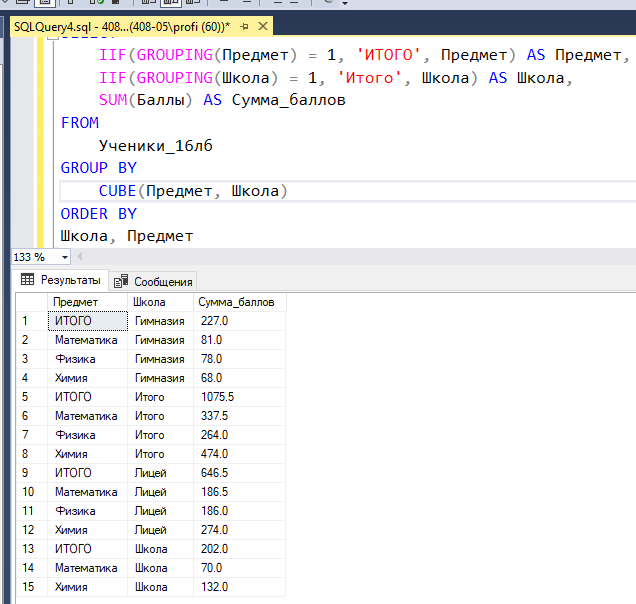 SQLQuery4.sql - 408...(408-05\profi (60))*
IIF(GROUPING(Предмет) = 1, 'ИТОГО', Предмет) AS Предмет,
IIF(GROUPING(Школа) = 1, 'Итого', Школа) AS Школа,
SUM(Баллы) AS Сумма_баллов
FROM
Ученики_16лб
GROUP BY
CUBE(Предмет, Школа)
ORDER BY
Школа, Предмет
133 %
Результаты Сообщения
Предмет Школа Сумма_баллов
1 ИТОГО Гимназия 227.0
2 Математика Гимназия 81.0
3 Физика Гимназия 78.0
4 Химия Гимназия 68.0
5 ИТОГО Итого 1075.5
6 Математика Итого 337.5
7 Физика Итого 264.0
8 Химия Итого 474.0
9 ИТОГО Лицей 646.5
10 Математика Лицей 186.5
11 Физика Лицей 186.0
12 Химия Лицей 274.0
13 ИТОГО Школа 202.0
14 Математика Школа 70.0
15 Химия Школа 132.0